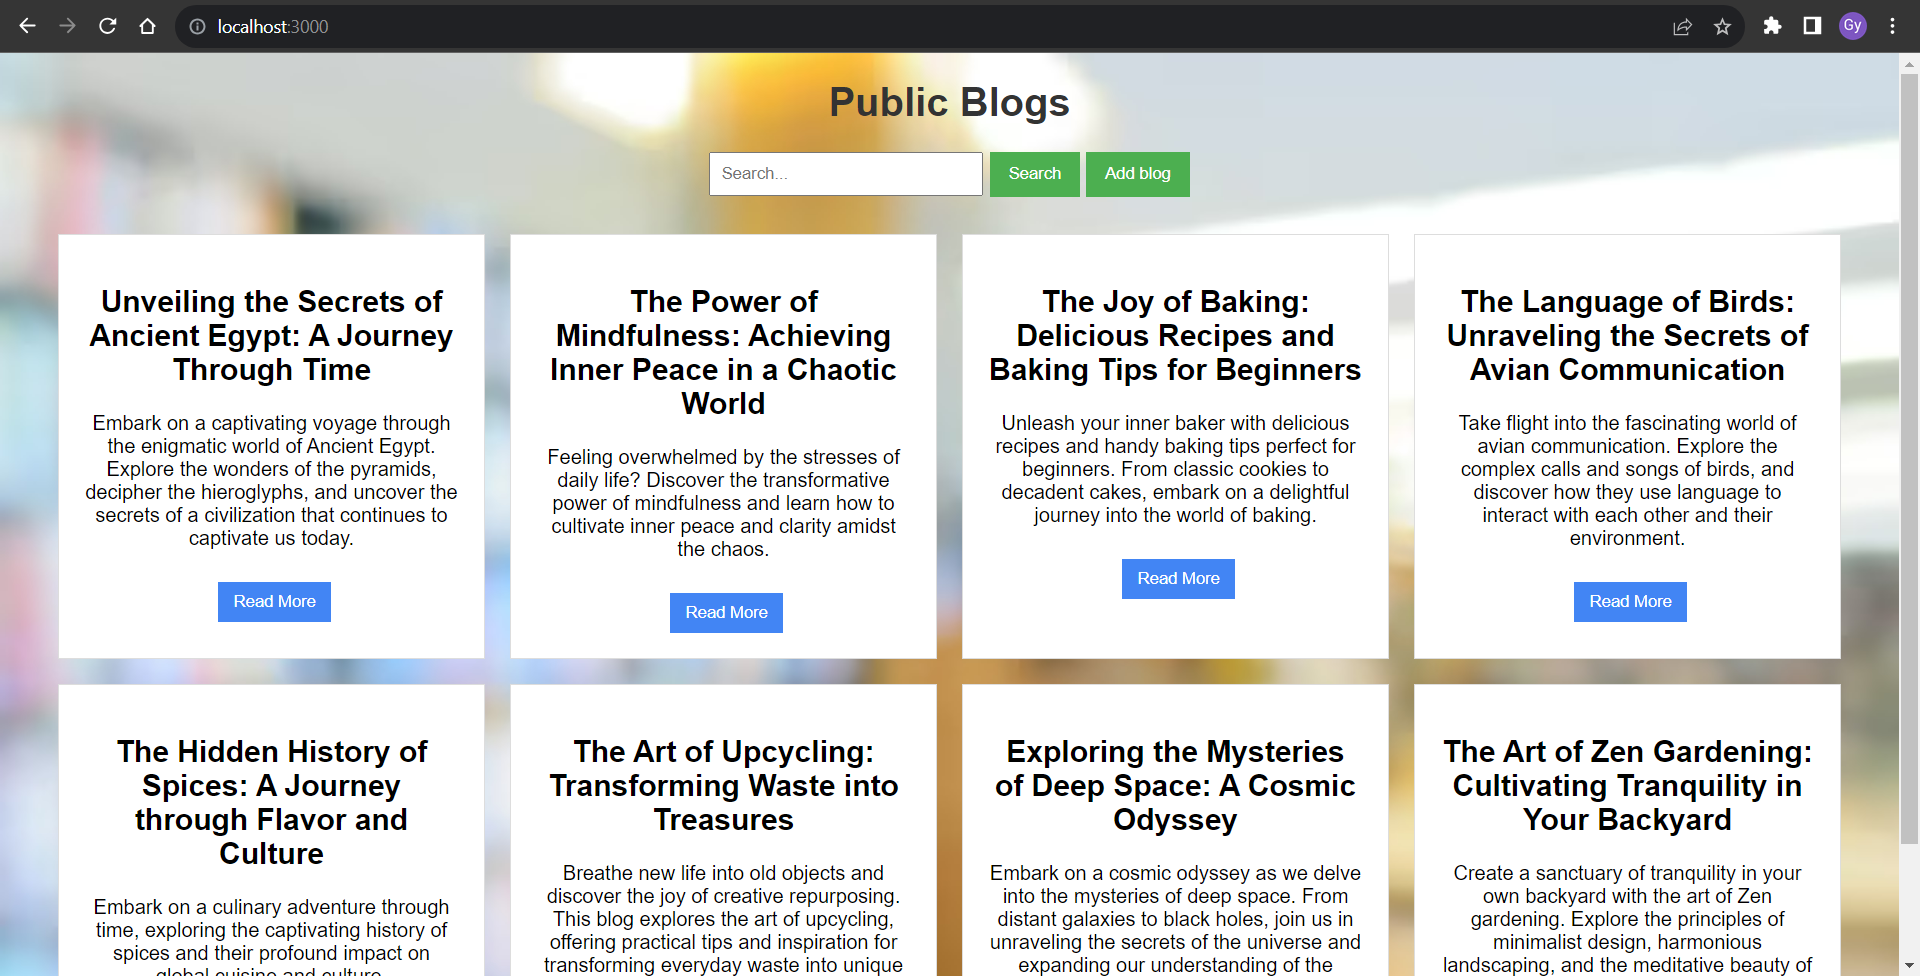 localhost:3000
Gy
Public Blogs
Search...
Search
Add blog
Unveiling the Secrets of
Ancient Egypt: A Journey
Through Time
Embark on a captivating voyage through
the enigmatic world of Ancient Egypt.
Explore the wonders of the pyramids,
decipher the hieroglyphs, and uncover the
secrets of a civilization that continues to
captivate us today.
Read More
The Power of
Mindfulness: Achieving
Inner Peace in a Chaotic
World
Feeling overwhelmed by the stresses of
daily life? Discover the transformative
power of mindfulness and learn how to
cultivate inner peace and clarity amidst
the chaos.
Read More
The Joy of Baking:
Delicious Recipes and
Baking Tips for Beginners
Unleash your inner baker with delicious
recipes and handy baking tips perfect for
beginners. From classic cookies to
decadent cakes, embark on a delightful
journey into the world of baking.
Read More
The Language of Birds:
Unraveling the Secrets of
Avian Communication
Take flight into the fascinating world of
avian communication. Explore the
complex calls and songs of birds, and
discover how they use language to
interact with each other and their
environment.
Read More
The Hidden History of
Spices: A Journey
through Flavor and
Culture
Embark on a culinary adventure through
time, exploring the captivating history of
spices and their profound impact on
global cuisine and culture.
The Art of Upcycling:
Transforming Waste into
Treasures
Breathe new life into old objects and
discover the joy of creative repurposing.
This blog explores the art of upcycling,
offering practical tips and inspiration for
transforming everyday waste into unique
Exploring the Mysteries
of Deep Space: A Cosmic
Odyssey
Embark on a cosmic odyssey as we delve
into the mysteries of deep space. From
distant galaxies to black holes, join us in
unraveling the secrets of the universe and
expanding our understanding of the
The Art of Zen Gardening:
Cultivating Tranquility in
Your Backyard
Create a sanctuary of tranquility in your
own backyard with the art of Zen
gardening. Explore the principles of
minimalist design, harmonious
landscaping, and the meditative beauty of